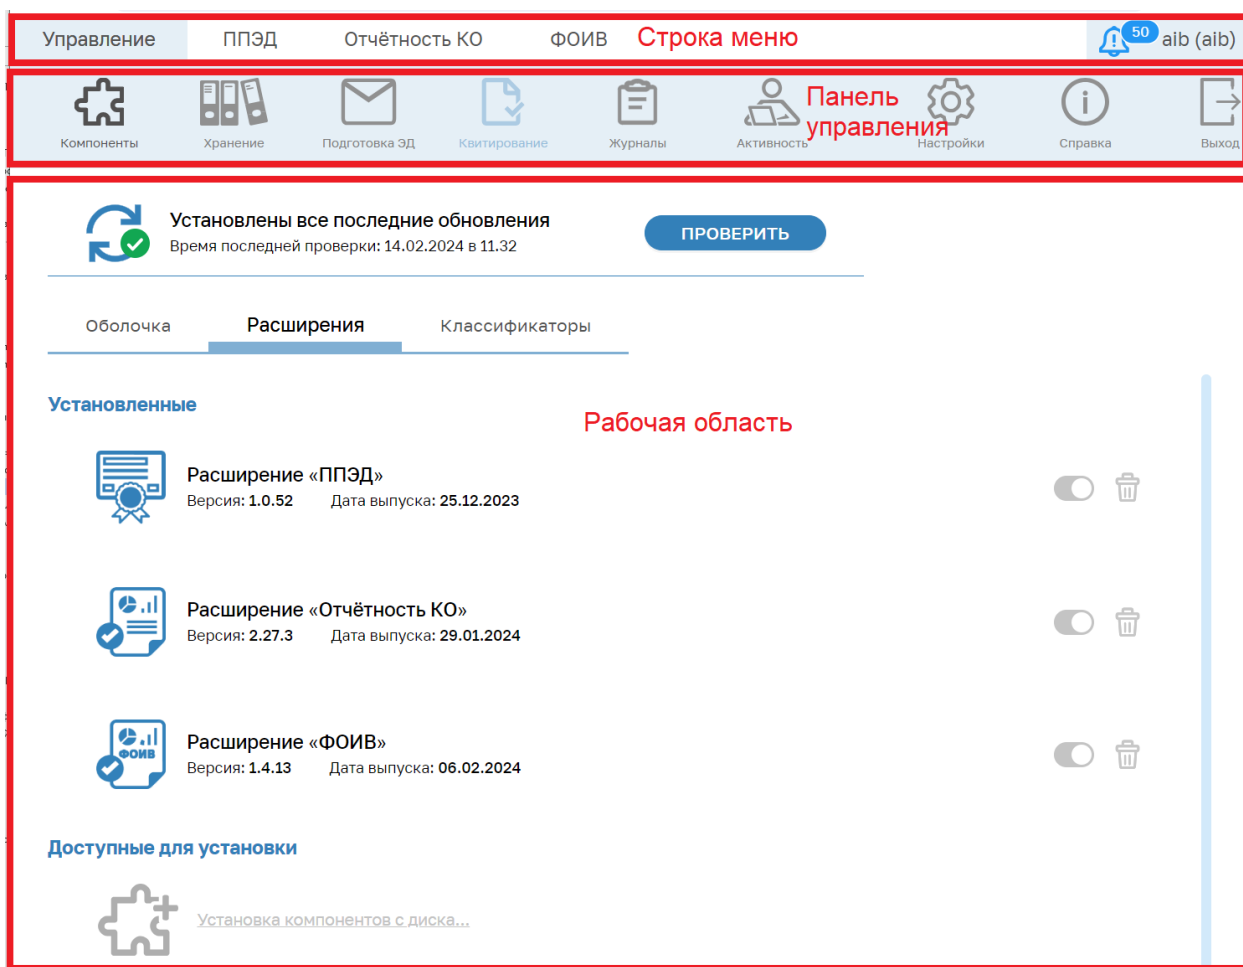 Управление ППЭД Отчётность КО ФОИВ Строка меню 50 aib (aib)
Панель
управления
Компоненты Хранение Подготовка ЭД Квитирование Журналы Активность Настройки Справка Выход
Установлены все последние обновления
Время последней проверки: 14.02.2024 в 11.32
ПРОВЕРИТЬ
Оболочка Расширения Классификаторы
Установленные
Рабочая область
Расширение «ППЭД»
Версия: 1.0.52 Дата выпуска: 25.12.2023
Расширение «Отчётность КО»
Версия: 2.27.3 Дата выпуска: 29.01.2024
ФОИВ
Расширение «ФОИВ»
Версия: 1.4.13 Дата выпуска: 06.02.2024
Доступные для установки
Установка компонентов с диска...